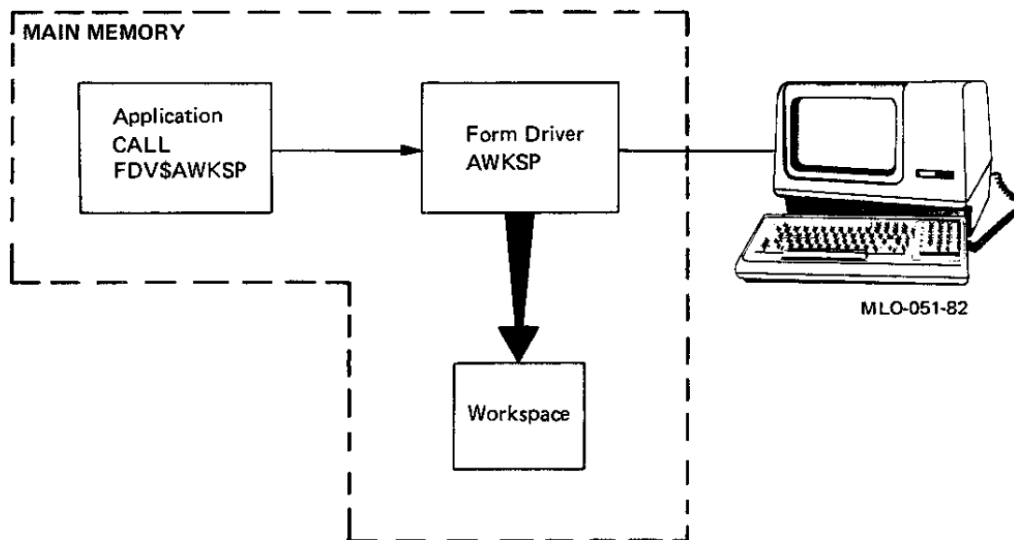 MAIN MEMORY
Application
CALL
FDV$AWKSP
Form Driver
AWKSP
MLO-051-82
Workspace